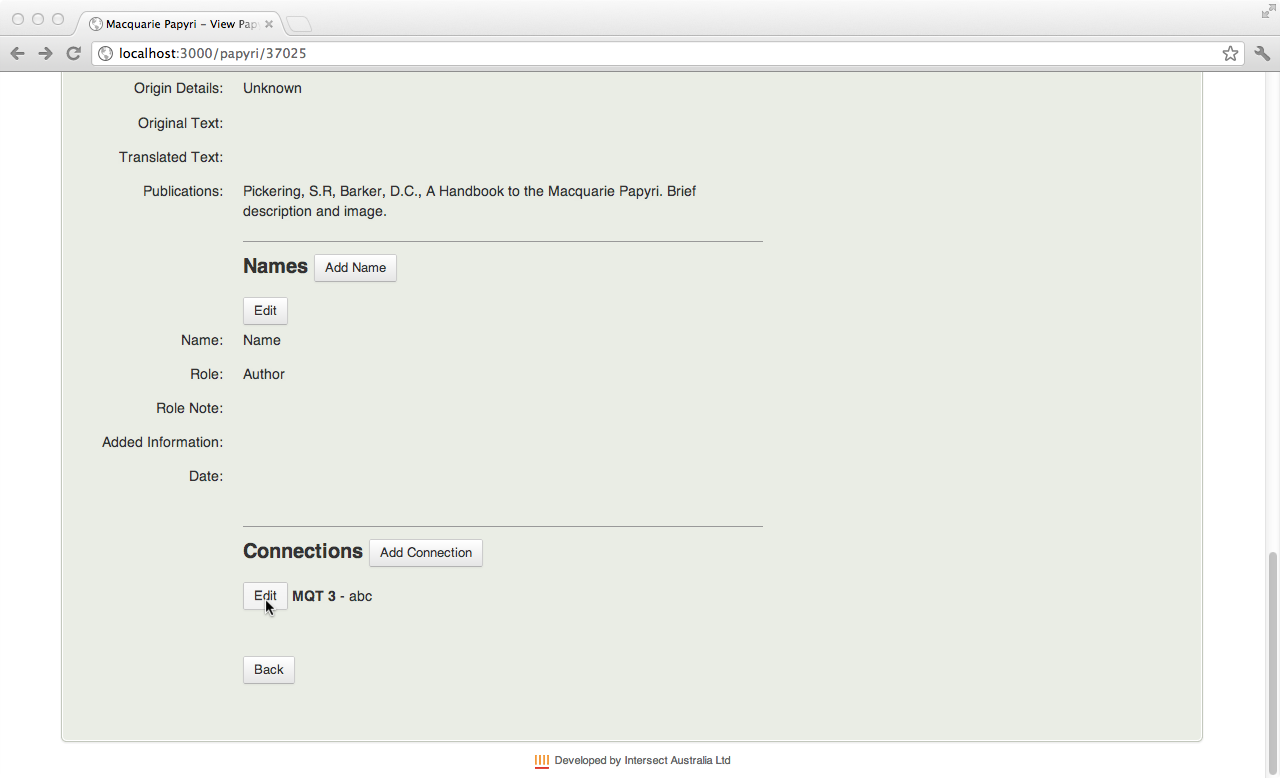 Macquarie Papyri – View Pap
localhost:3000/papyri/37025
Origin Details: Unknown
Original Text:
Translated Text:
Publications: Pickering, S.R, Barker, D.C., A Handbook to the Macquarie Papyri. Brief
description and image.
Names Add Name
Edit
Name: Name
Role: Author
Role Note:
Added Information:
Date:
Connections Add Connection
Edit MQT 3 - abc
Back
Developed by Intersect Australia Ltd